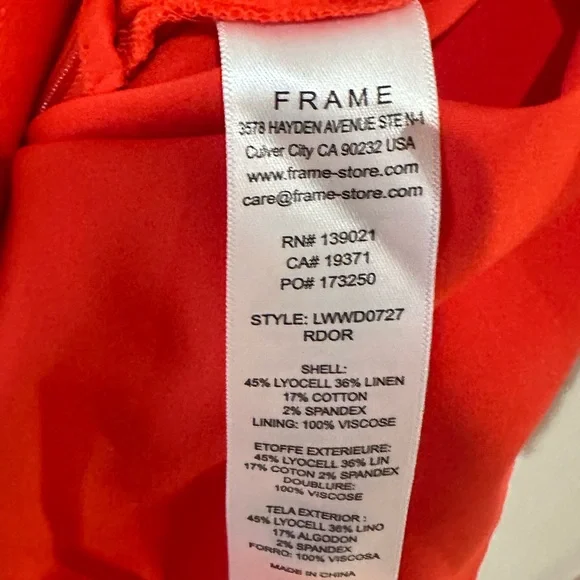 FRAME
3578 HAYDEN AVENUE STE N-1
Culver City CA 90232 USA
www.frame-store.com
care@frame-store.com
RN# 139021
CA# 19371
PO# 173250
STYLE: LWWD0727
RDOR
SHELL:
45% LYOCELL 36% LINEN
17% COTTON
2% SPANDEX
LINING: 100% VISCOSE
ETOFFE EXTERIEURE:
45% LYOCELL 36% LIN
17% COTON 2% SPANDEX
DOUBLURE:
100% VISCOSE
TELA EXTERIOR :
45% LYOCELL 36% LINO
17% ALGODON
2% SPANDEX
FORRO: 100% VISCOSA
MADE IN CHINA